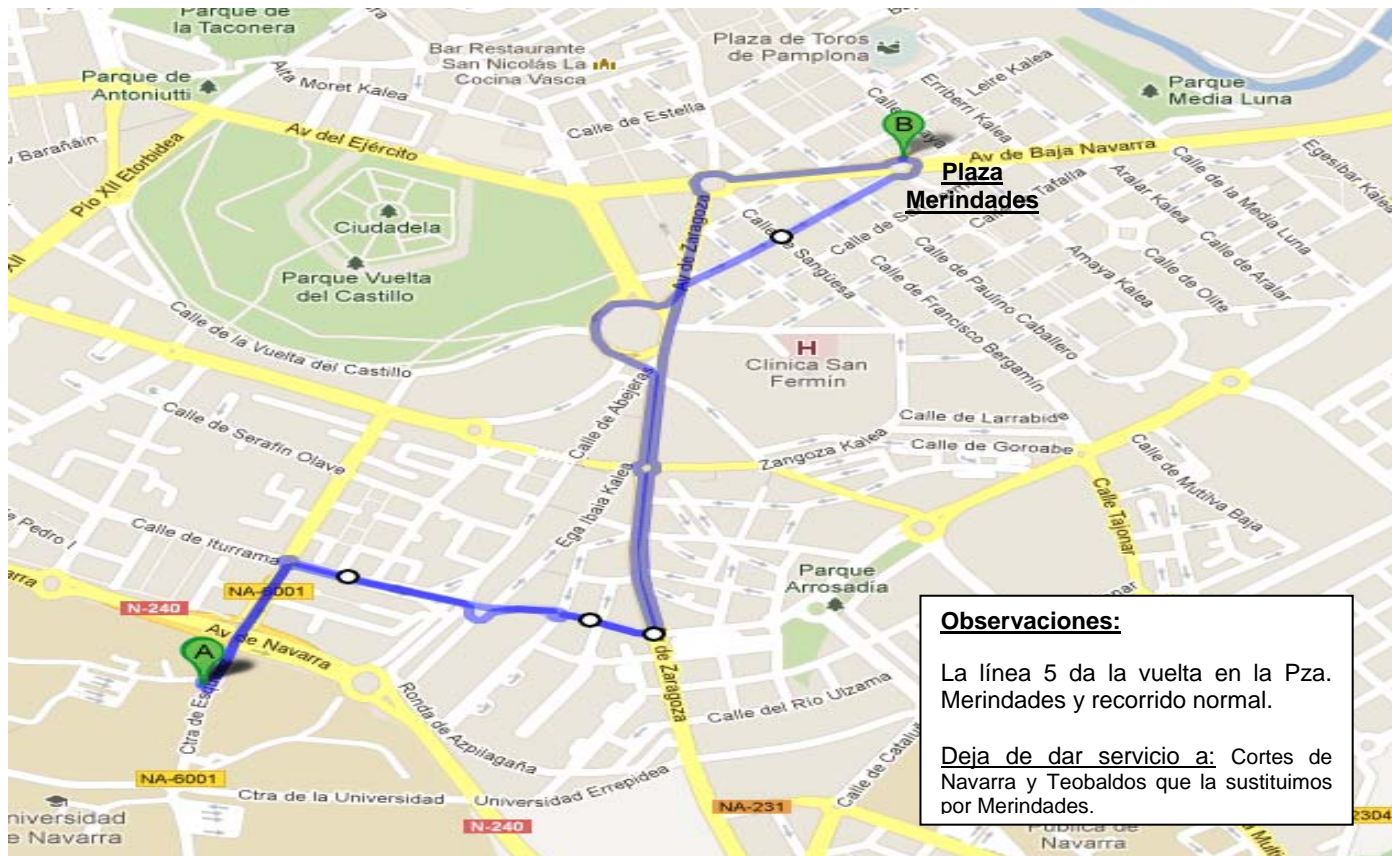 Parque de
la Taconera
Bar Restaurante
San Nicolás La
Cocina Vasca
Plaza de Toros
de Pamplona
Parque de
Antoniutti
Alfa Moret Kalea
Calle de Estella
Erriberri Kalea
Leire Kalea
Parque
Media Luna
Barañáin
Av del Ejército
B
Av de Baja Navarra
Egesibar Kalea
Pío XII Etorbidea
Plaza
Merindades
Calle Tafalla
Aralar Kalea
Calle de la Media Luna
Ciudadela
Av de Zaragoza
Calle de Sangüesa
XII
Parque Vuelta
del Castillo
Calle de Paulino Caballero
Amaya Kalea
Calle de Olite
Calle de Aralar
Calle de Francisco Bergamín
Calle de la Vuelta del Castillo
H
Clínica San
Fermín
Calle de Abejeras
Calle de Serafín Olave
Calle de Larrabide
Calle de Goroabe
Zangoza Kalea
Calle de Mutilva Baja
Ega Ibaia Kalea
Calle Tajonar
Calle de Iturrama
Pedro I
NA-6001
N-240
Parque
Arrosadía
Av de Navarra
A
de Zaragoza
Ronda de Azpilagaña
Calle del Río Ulzama
NA-6001
Ctra de la Universidad
Universidad Errepidea
N-240
NA-231
niversidad
e Navarra
Pública de
Navarra
2304
Observaciones:
La línea 5 da la vuelta en la Pza.
Merindades y recorrido normal.
Deja de dar servicio a: Cortes de
Navarra y Teobaldos que la sustituimos
por Merindades.